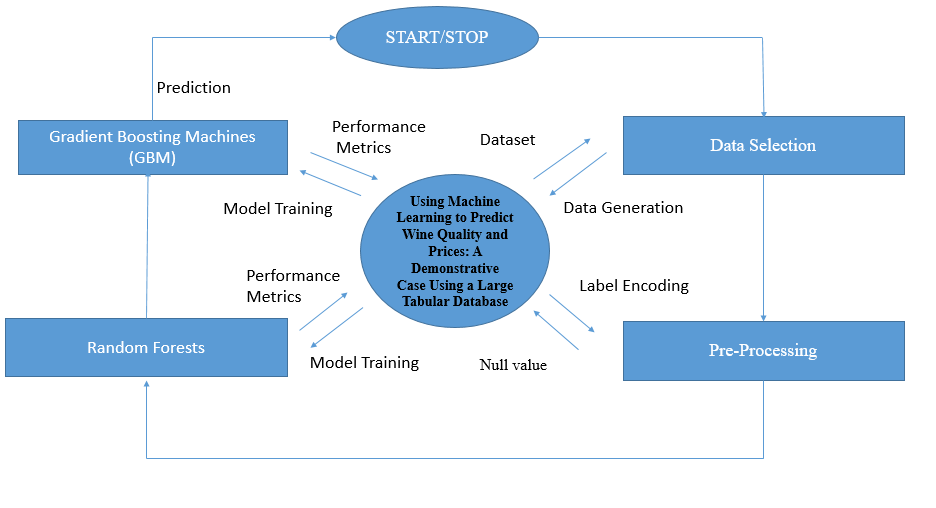 START/STOP
Prediction
Gradient Boosting Machines
(GBM)
Performance
Metrics
Dataset
Data Selection
Model Training
Data Generation
Using Machine
Learning to Predict
Wine Quality and
Prices: A
Demonstrative
Case Using a Large
Tabular Database
Performance
Metrics
Label Encoding
Random Forests
Model Training
Null value
Pre-Processing